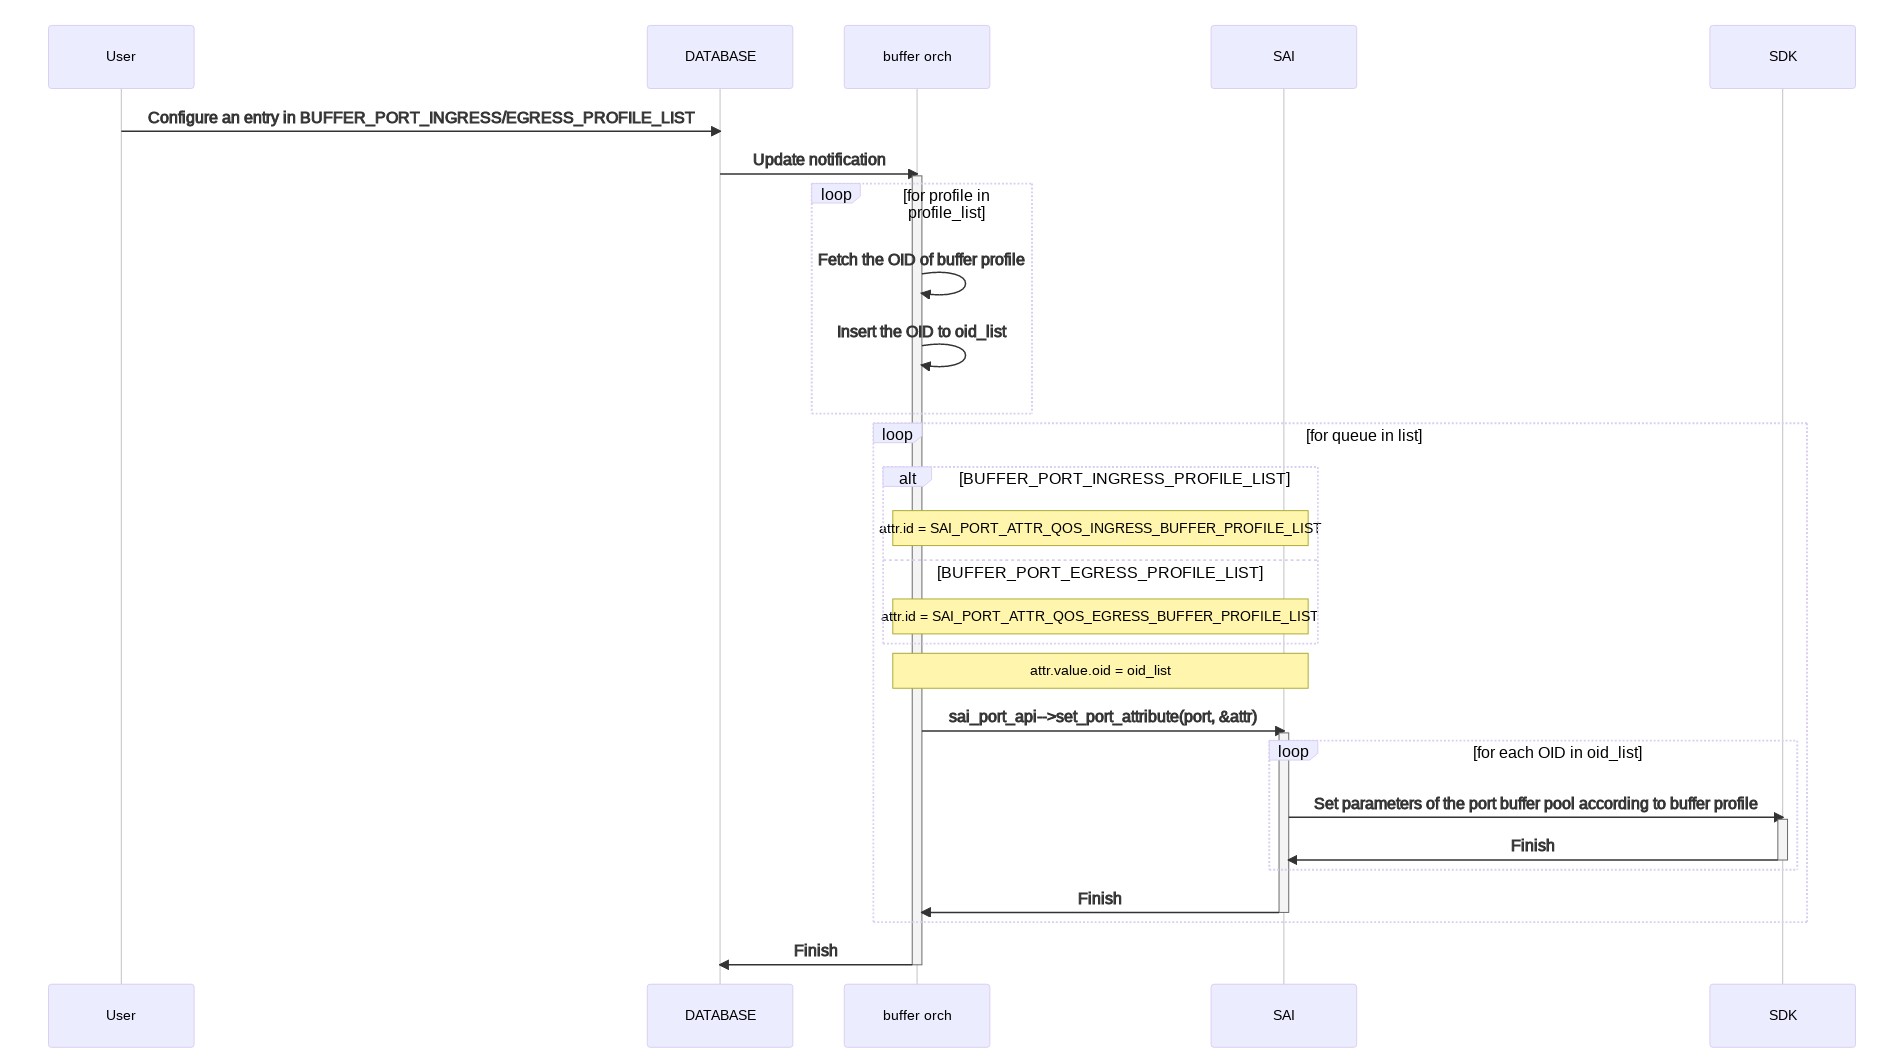 User
DATABASE
buffer orch
SAI
SDK
Configure an entry in BUFFER_PORT_INGRESS/EGRESS_PROFILE_LIST
Update notification
loop
[for profile in
profile_list]
Fetch the OID of buffer profile
Insert the OID to oid_list
loop
[for queue in list]
alt
[BUFFER_PORT_INGRESS_PROFILE_LIST]
attr.id = SAI_PORT_ATTR_QOS_INGRESS_BUFFER_PROFILE_LIST
[BUFFER_PORT_EGRESS_PROFILE_LIST]
attr.id = SAI_PORT_ATTR_QOS_EGRESS_BUFFER_PROFILE_LIST
attr.value.oid = oid_list
sai_port_api-->set_port_attribute(port, &attr)
loop
[for each OID in oid_list]
Set parameters of the port buffer pool according to buffer profile
Finish
Finish
Finish
User
DATABASE
buffer orch
SAI
SDK